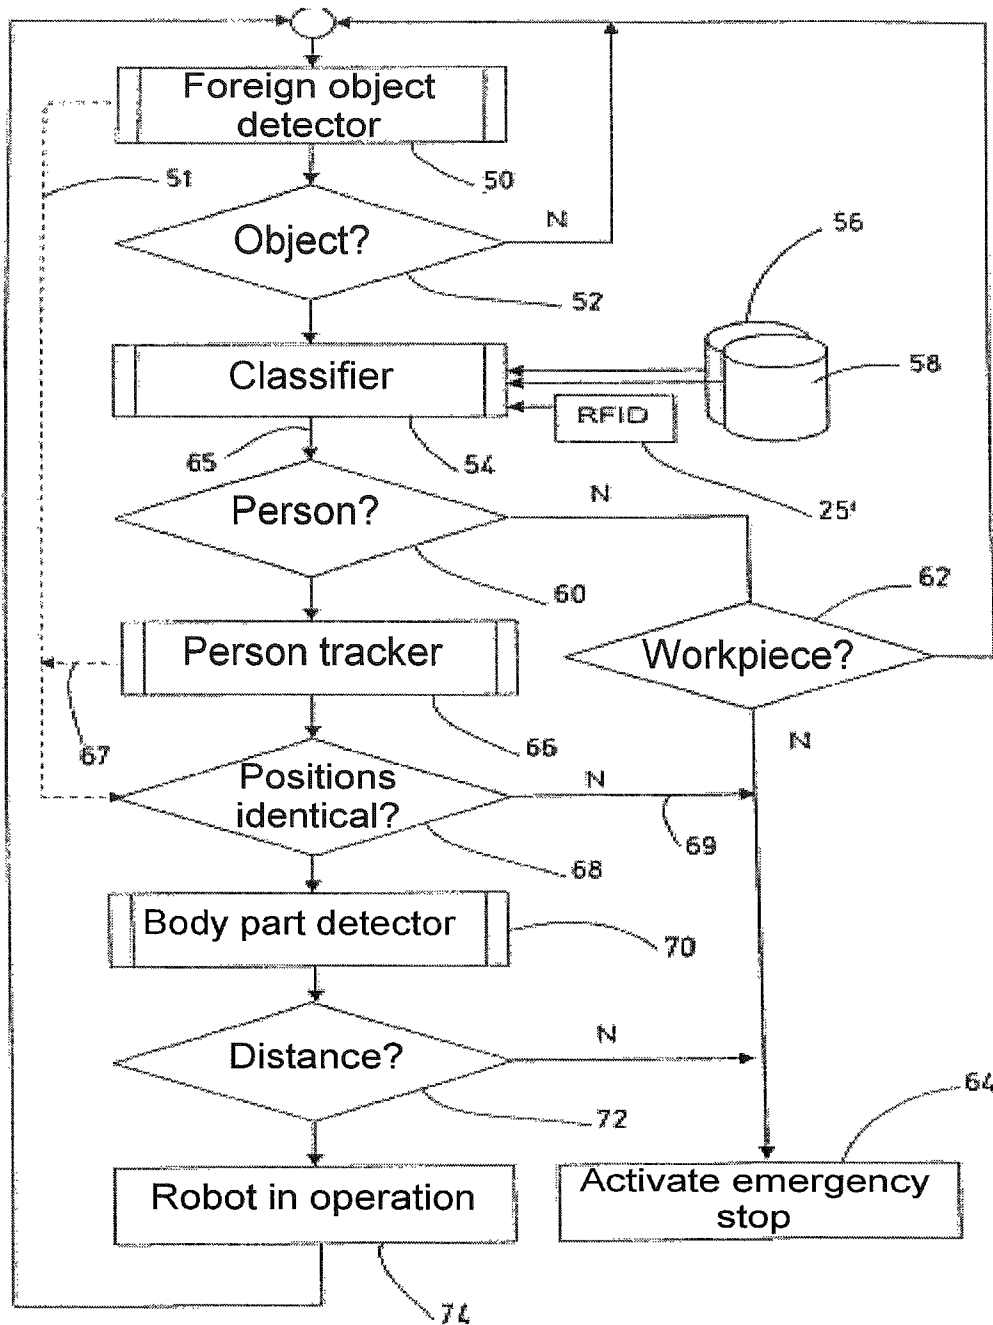 Foreign object
detector
51
50
N
Object?
52
56
58
Classifier
RFID
65
54
25'
N
Person?
60
62
Person tracker
Workpiece?
67
66
N
Positions
identical?
N
69
68
Body part detector
70
N
Distance?
72
64
Robot in operation
Activate emergency
stop
74